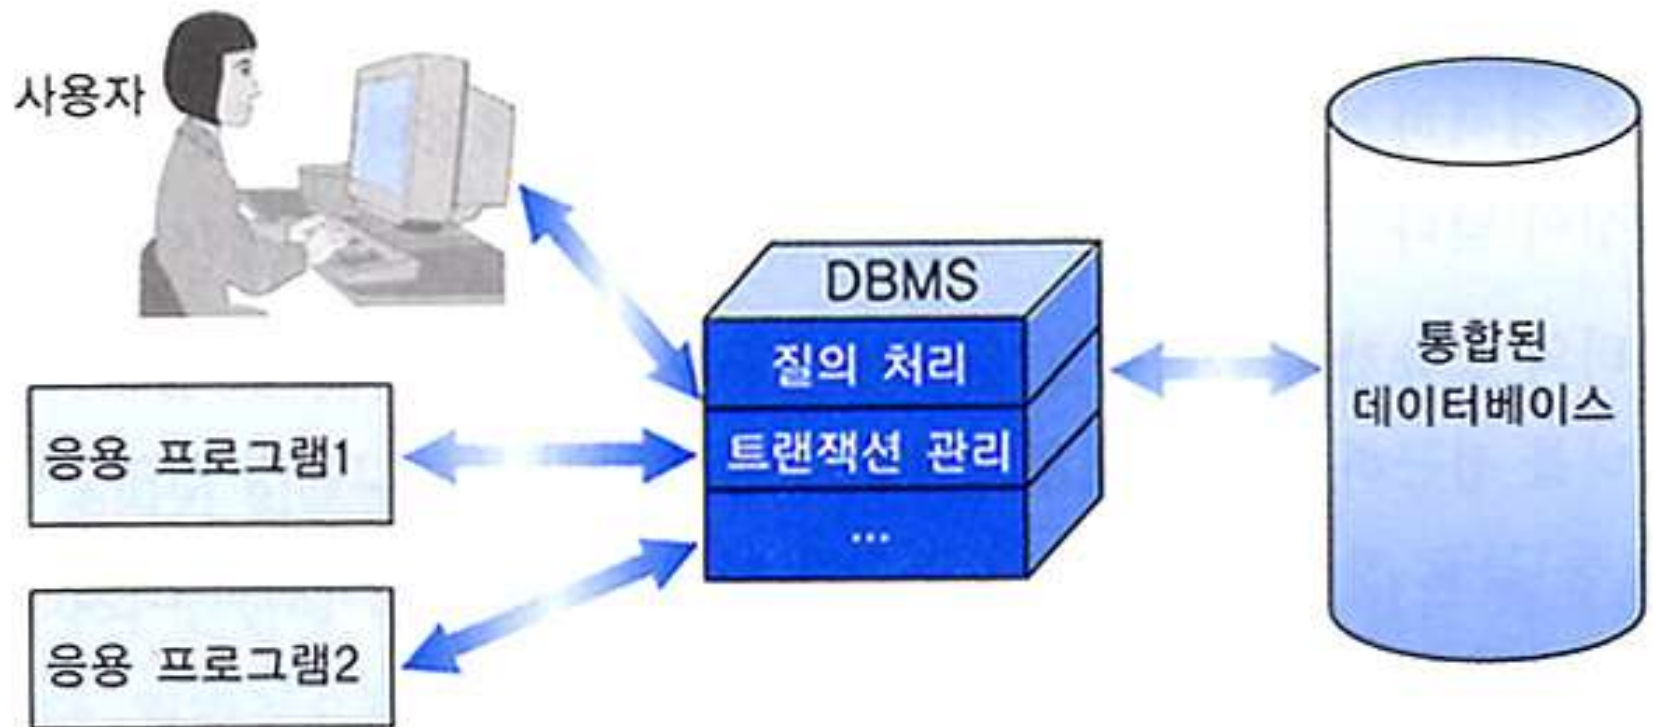 사용자
DBMS
질의 처리
트랜잭션 관리
...
응용 프로그램1
응용 프로그램2
통합된
데이터베이스